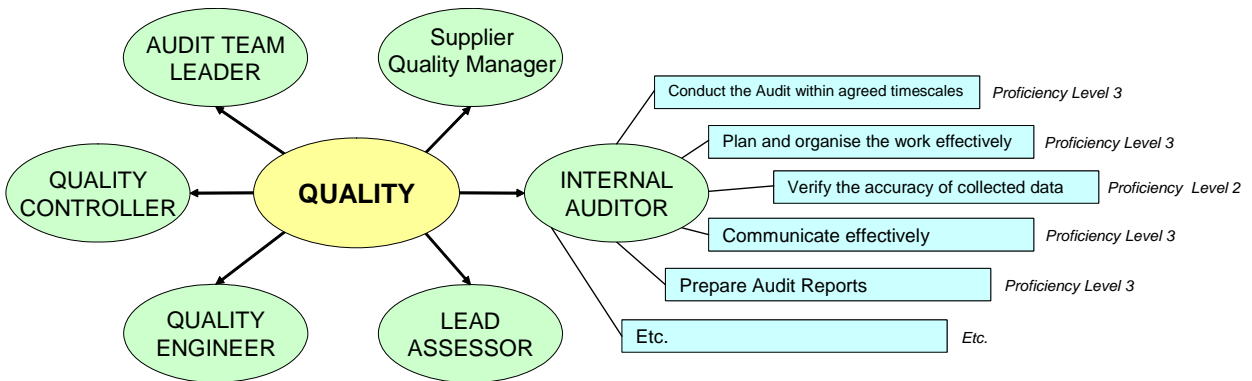 AUDIT TEAM
LEADER
Supplier
Quality Manager
Conduct the Audit within agreed timescales
Proficiency Level 3
Plan and organise the work effectively
Proficiency Level 3
QUALITY
CONTROLLER
QUALITY
INTERNAL
AUDITOR
Verify the accuracy of collected data
Proficiency Level 2
Communicate effectively
Proficiency Level 3
Prepare Audit Reports
Proficiency Level 3
QUALITY
ENGINEER
LEAD
ASSESSOR
Etc.
Etc.